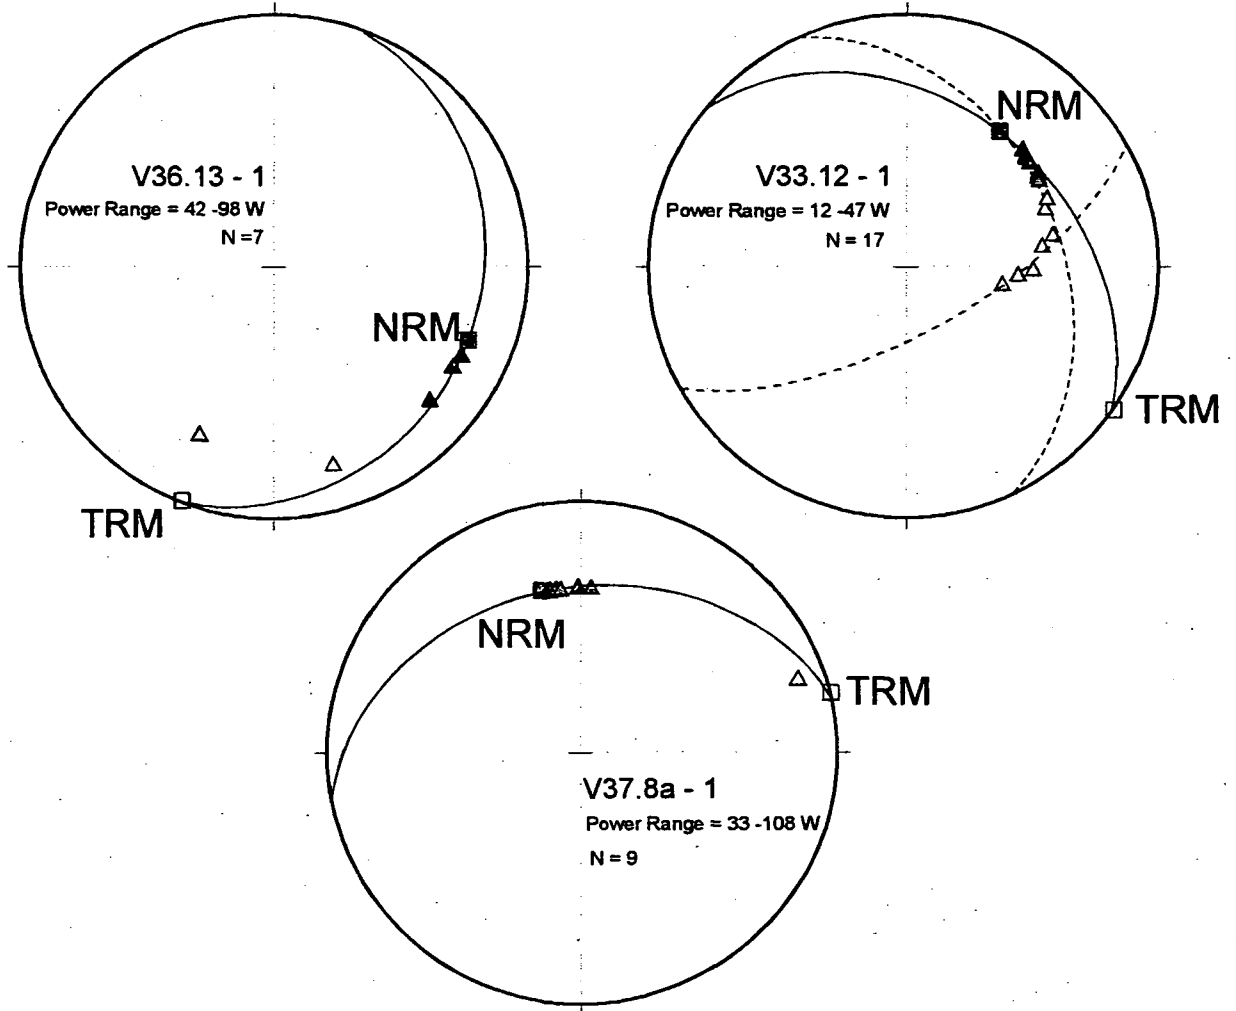 V36.13 - 1
Power Range = 42 -98 W
N =7
NRM
TRM
NRM
V33.12 - 1
Power Range = 12 -47 W
N = 17
TRM
NRM
TRM
V37.8a - 1
Power Range = 33 -108 W
N = 9